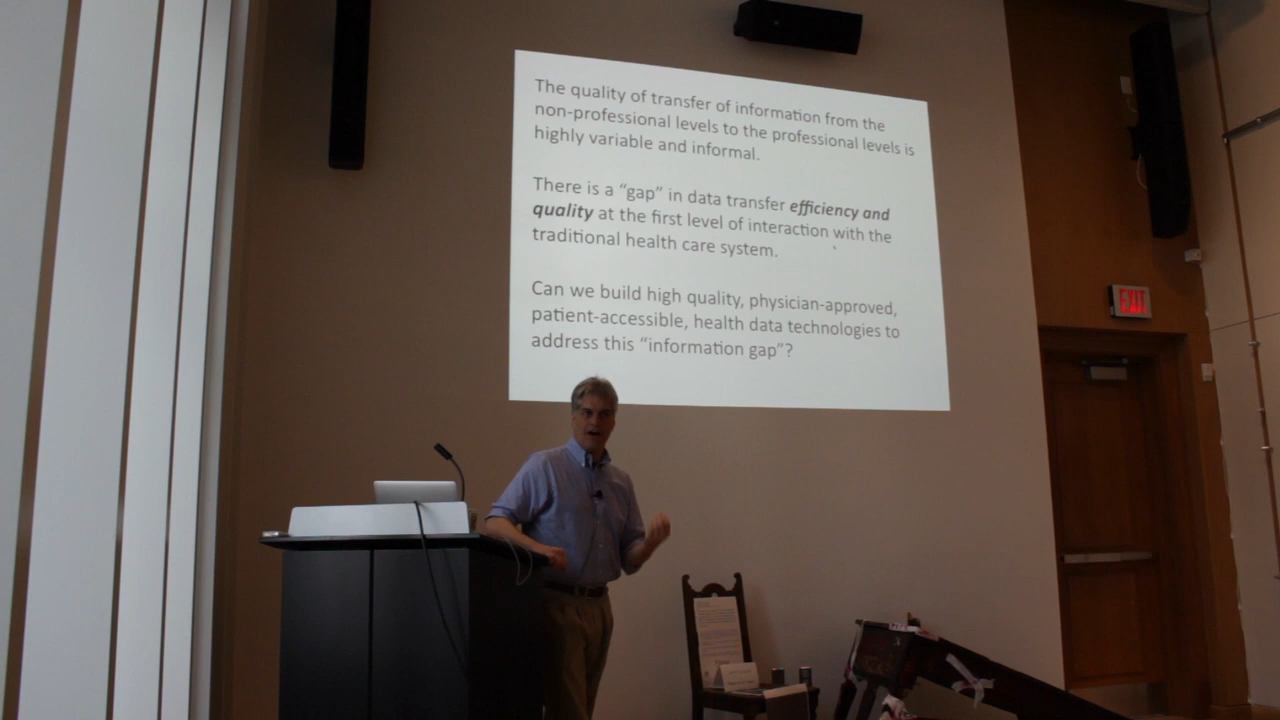 The quality of transfer of information from the
non-professional levels to the professional levels is
highly variable and informal.
There is a “gap” in data transfer efficiency and
quality at the first level of interaction with the
traditional health care system.
Can we build high quality, physician-approved,
patient-accessible, health data technologies to
address this “information gap”?
EXIT